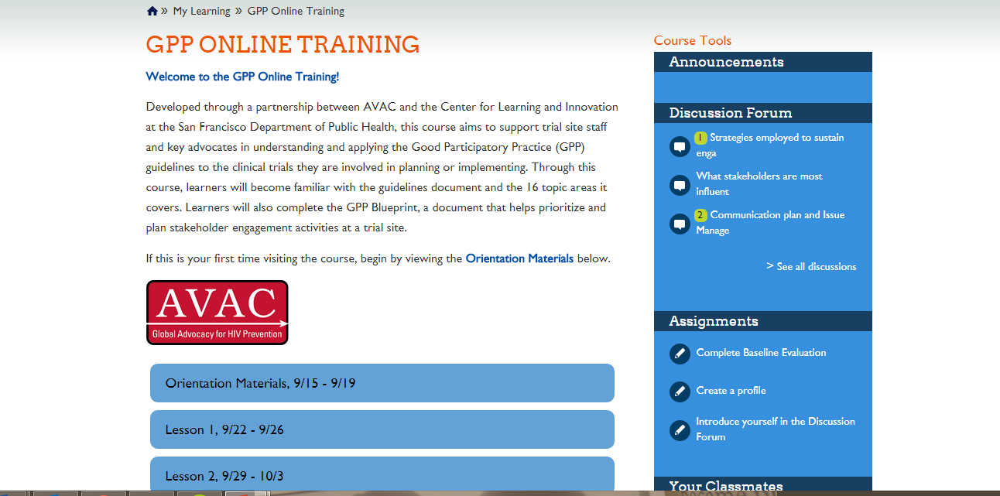 » My Learning » GPP Online Training
GPP ONLINE TRAINING
Welcome to the GPP Online Training!
Developed through a partnership between AVAC and the Center for Learning and Innovation
at the San Francisco Department of Public Health, this course aims to support trial site staff
and key advocates in understanding and applying the Good Participatory Practice (GPP)
guidelines to the clinical trials they are involved in planning or implementing. Through this
course, learners will become familiar with the guidelines document and the 16 topic areas it
covers. Learners will also complete the GPP Blueprint, a document that helps prioritize and
plan stakeholder engagement activities at a trial site.
If this is your first time visiting the course, begin by viewing the Orientation Materials below.
AVAC
Global Advocacy for HIV Prevention
Orientation Materials, 9/15 - 9/19
Lesson 1, 9/22 - 9/26
Lesson 2, 9/29 - 10/3
Course Tools
Announcements
Discussion Forum
1 Strategies employed to sustain
enga
What stakeholders are most
influent
2 Communication plan and Issue
Manage
> See all discussions
Assignments
Complete Baseline Evaluation
Create a profile
Introduce yourself in the Discussion
Forum
Your Classmates